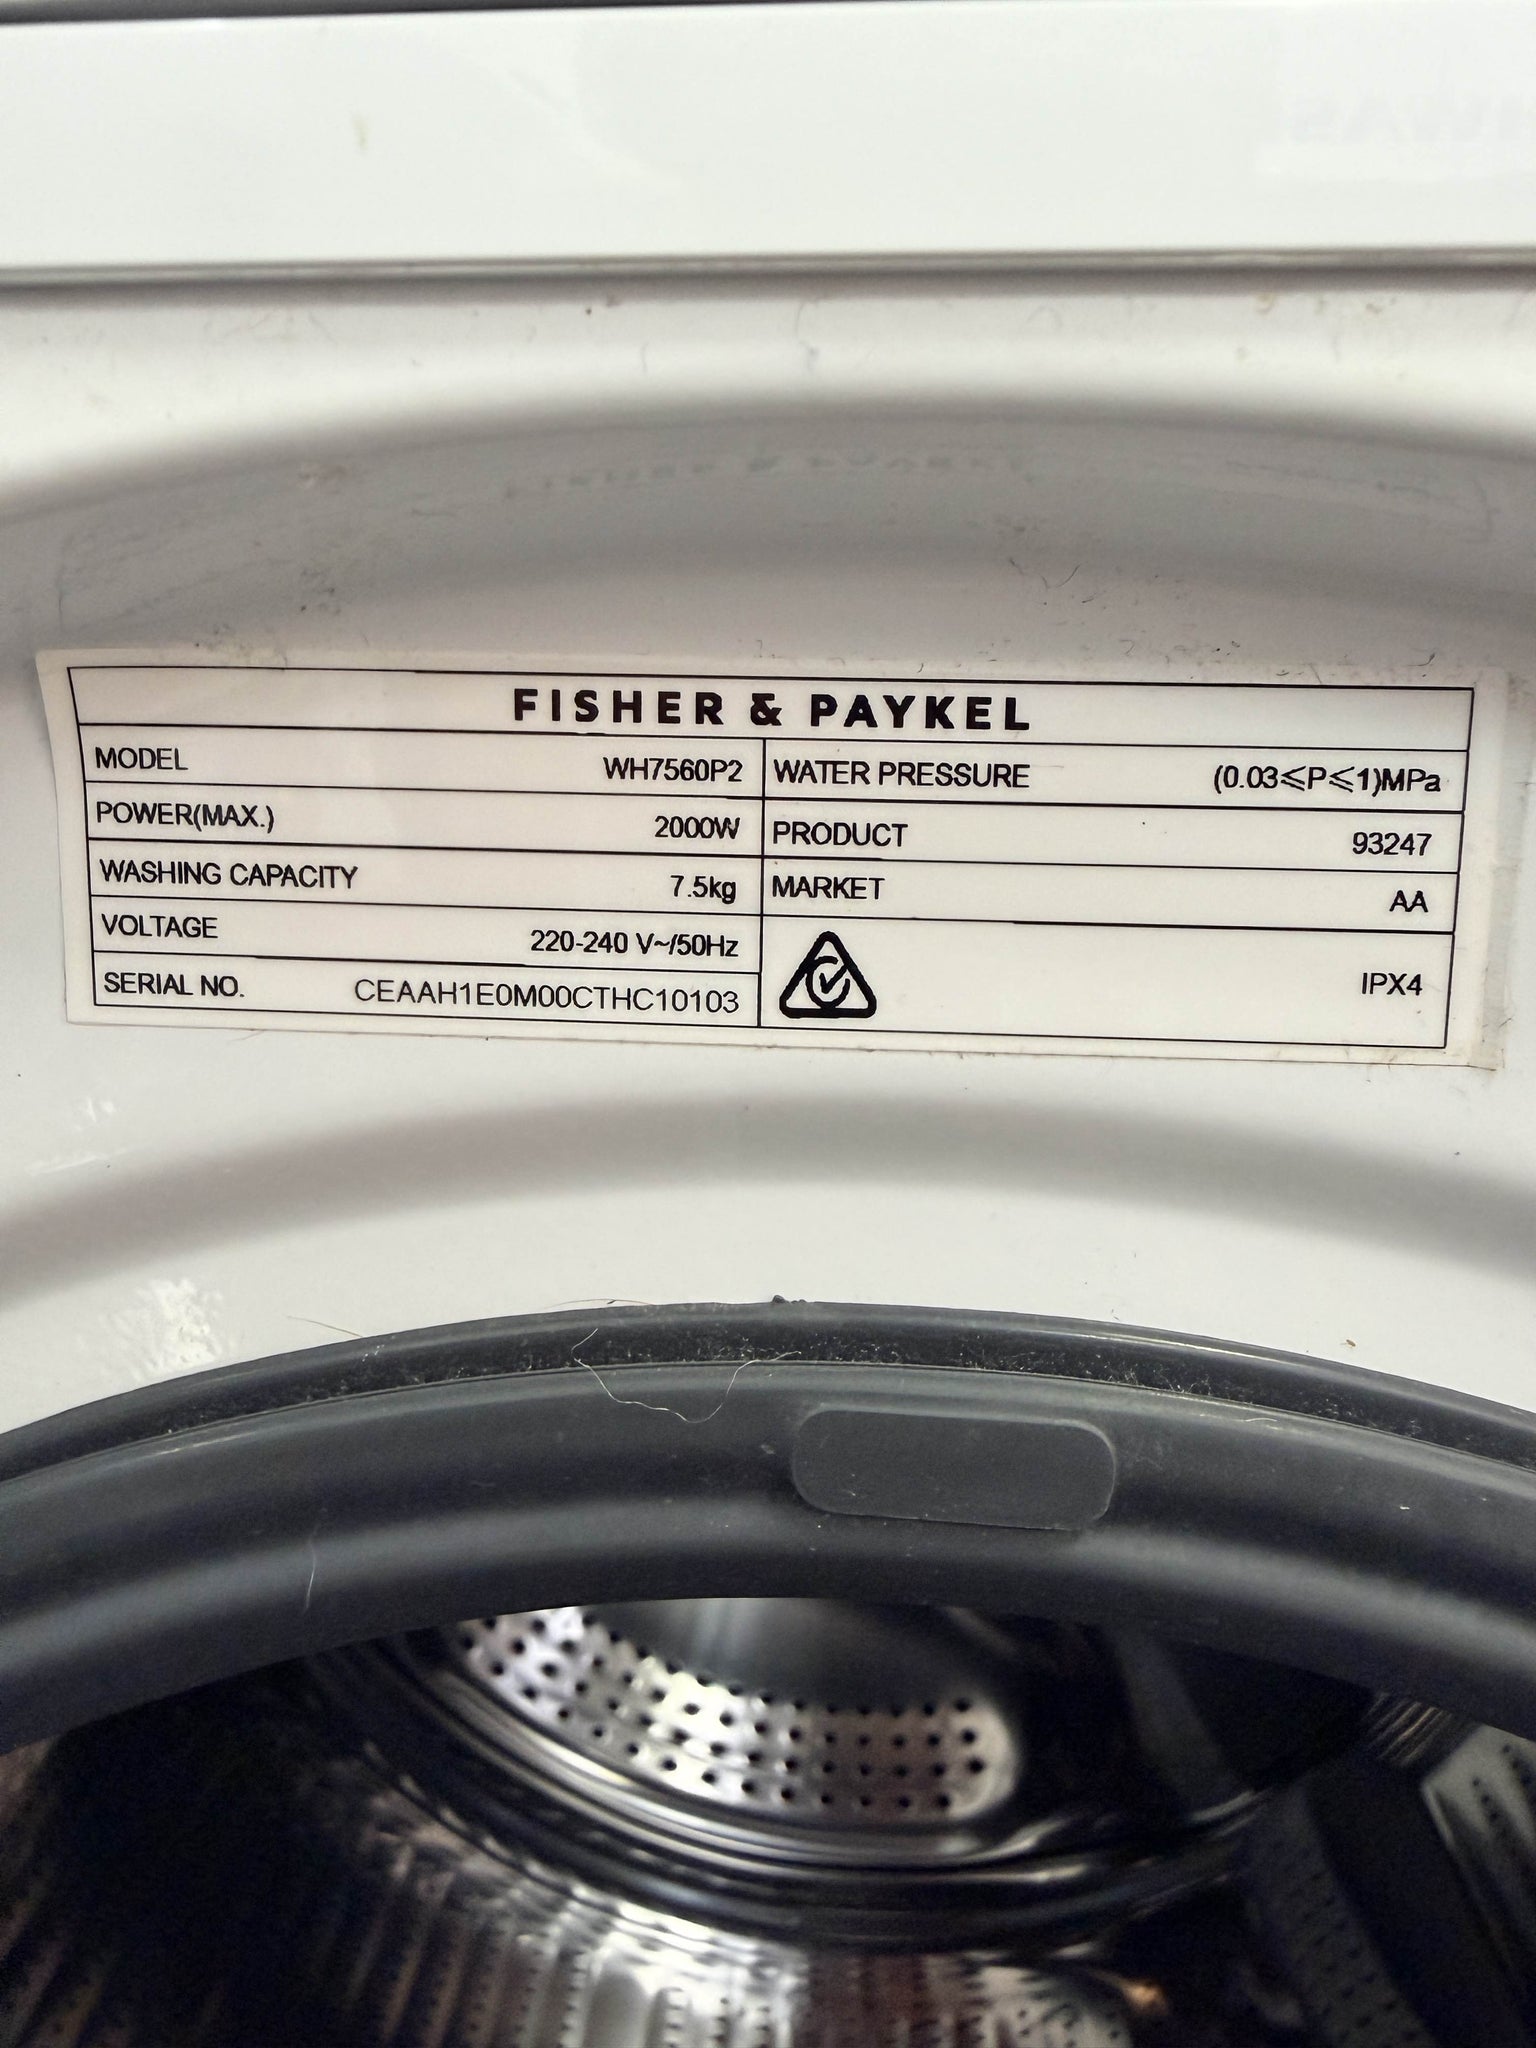 FISHER & PAYKEL
MODEL WH7560P2
WATER PRESSURE (0.03⩽P⩽1)MPa
POWER(MAX.) 2000W
PRODUCT 93247
WASHING CAPACITY 7.5kg
MARKET AA
VOLTAGE 220-240 V~/50Hz
IPX4
SERIAL NO. CEAAH1E0M00CTHC10103